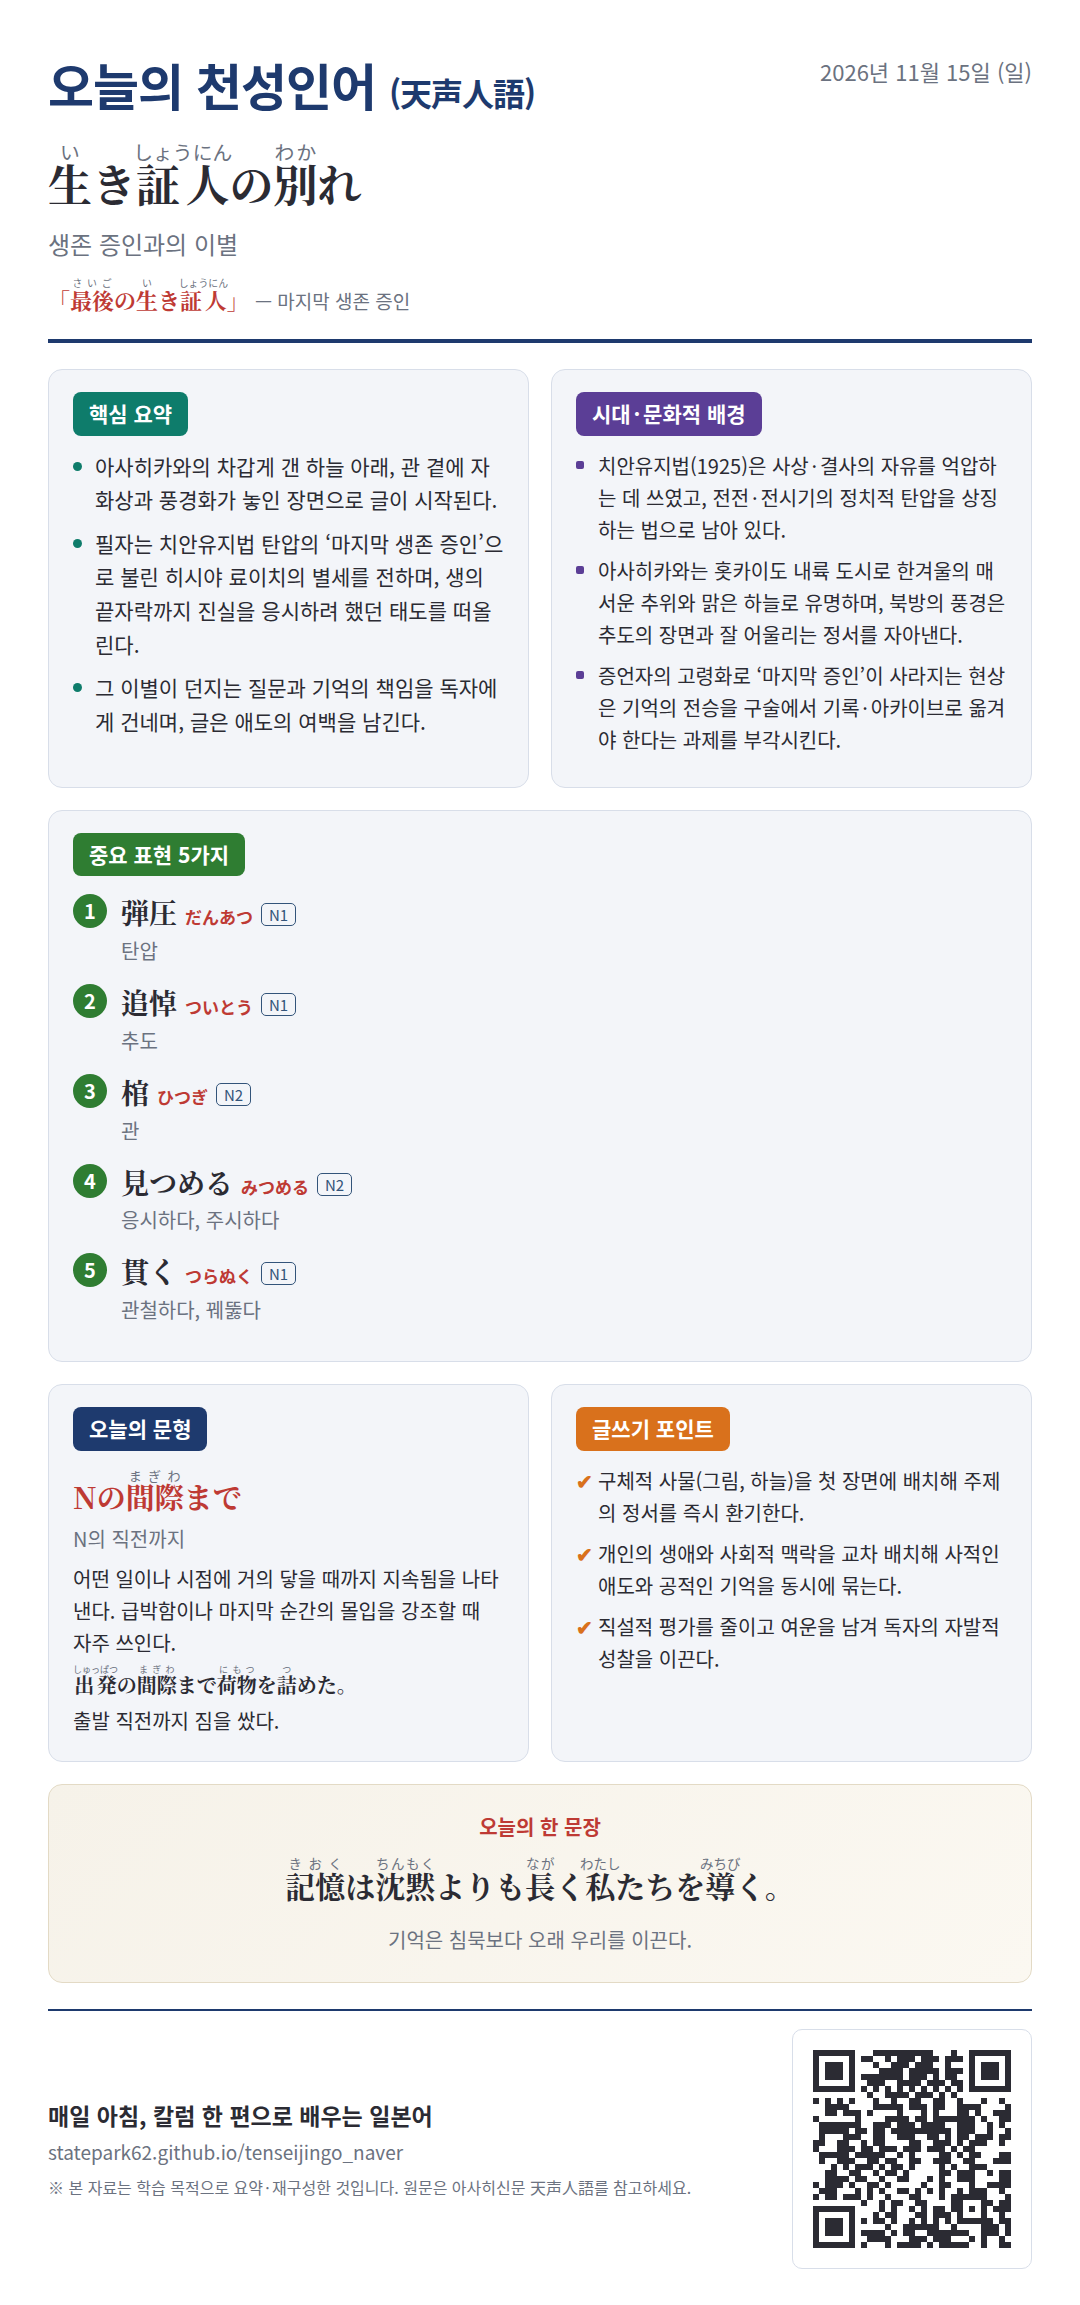 오늘의 천성인어 (天声人語)
2026년 11월 15일 (일)
い しょうにん わか
生き証人の別れ
생존 증인과의 이별
さいご い しょうにん
「最後の生き証人」 — 마지막 생존 증인
핵심 요약
아사히카와의 차갑게 갠 하늘 아래, 관 곁에 자
화상과 풍경화가 놓인 장면으로 글이 시작된다.
필자는 치안유지법 탄압의 ‘마지막 생존 증인’으
로 불린 히시야 료이치의 별세를 전하며, 생의
끝자락까지 진실을 응시하려 했던 태도를 떠올
린다.
그 이별이 던지는 질문과 기억의 책임을 독자에
게 건네며, 글은 애도의 여백을 남긴다.
시대·문화적 배경
치안유지법(1925)은 사상·결사의 자유를 억압하
는 데 쓰였고, 전전·전시기의 정치적 탄압을 상징
하는 법으로 남아 있다.
아사히카와는 홋카이도 내륙 도시로 한겨울의 매
서운 추위와 맑은 하늘로 유명하며, 북방의 풍경은
추도의 장면과 잘 어울리는 정서를 자아낸다.
증언자의 고령화로 ‘마지막 증인’이 사라지는 현상
은 기억의 전승을 구술에서 기록·아카이브로 옮겨
야 한다는 과제를 부각시킨다.
중요 표현 5가지
1 弾圧 だんあつ N1
탄압
2 追悼 ついとう N1
추도
3 棺 ひつぎ N2
관
4 見つめる みつめる N2
응시하다, 주시하다
5 貫く つらぬく N1
관철하다, 꿰뚫다
오늘의 문형
まぎわ
Nの間際まで
N의 직전까지
어떤 일이나 시점에 거의 닿을 때까지 지속됨을 나타
낸다. 급박함이나 마지막 순간의 몰입을 강조할 때
자주 쓰인다.
しゅっぱつ まぎわ にもつ つ
出発の間際まで荷物を詰めた。
출발 직전까지 짐을 쌌다.
글쓰기 포인트
✔ 구체적 사물(그림, 하늘)을 첫 장면에 배치해 주제
의 정서를 즉시 환기한다.
✔ 개인의 생애와 사회적 맥락을 교차 배치해 사적인
애도와 공적인 기억을 동시에 묶는다.
✔ 직설적 평가를 줄이고 여운을 남겨 독자의 자발적
성찰을 이끈다.
오늘의 한 문장
きおく ちんもく なが わたし みちび
記憶は沈黙よりも長く私たちを導く。
기억은 침묵보다 오래 우리를 이끈다.
매일 아침, 칼럼 한 편으로 배우는 일본어
statepark62.github.io/tenseijingo_naver
※ 본 자료는 학습 목적으로 요약·재구성한 것입니다. 원문은 아사히신문 天声人語를 참고하세요.